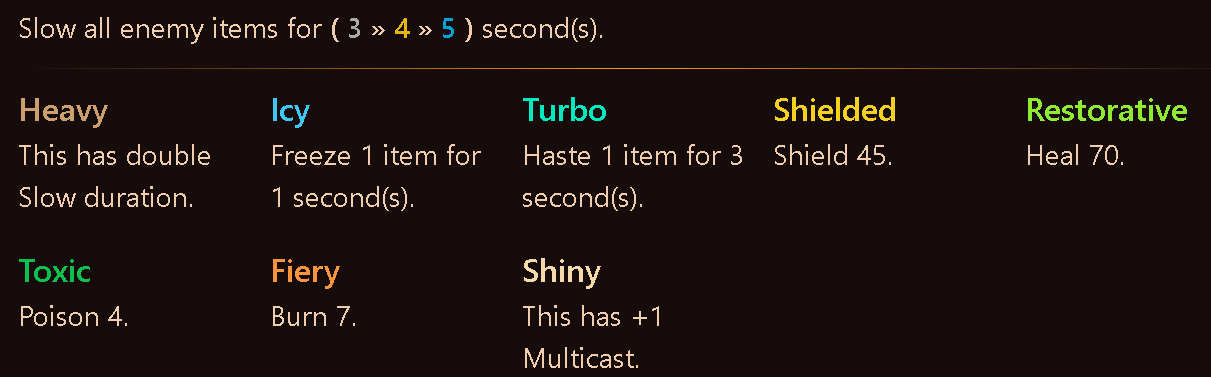 Slow all enemy items for ( 3 » 4 » 5 ) second(s).
Heavy
This has double
Slow duration.
Icy
Freeze 1 item for
1 second(s).
Turbo
Haste 1 item for 3
second(s).
Shielded
Shield 45.
Restorative
Heal 70.
Toxic
Poison 4.
Fiery
Burn 7.
Shiny
This has +1
Multicast.